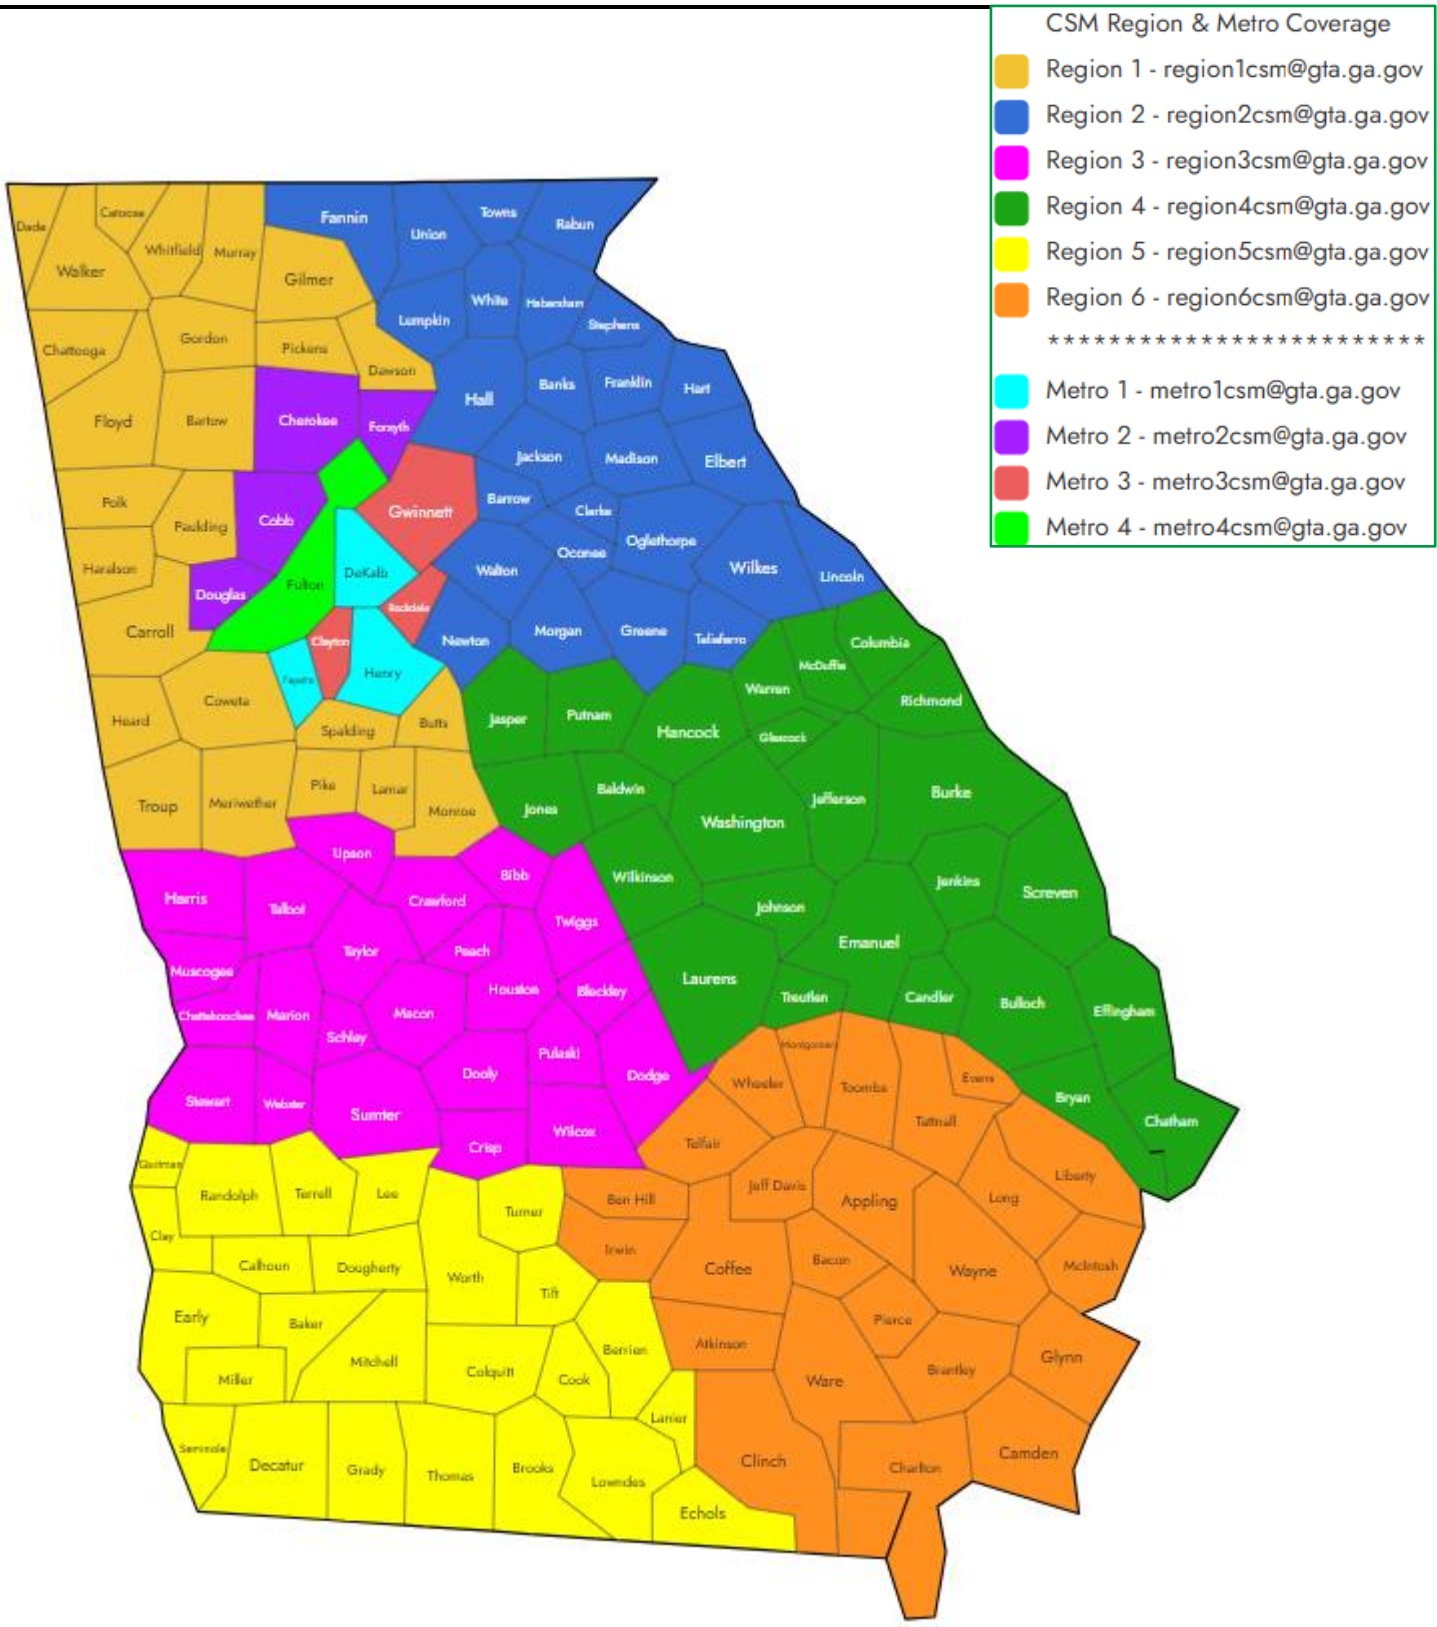 CSM Region & Metro Coverage
Region 1 - region1csm@gta.ga.gov
Region 2 - region2csm@gta.ga.gov
Region 3 - region3csm@gta.ga.gov
Region 4 - region4csm@gta.ga.gov
Region 5 - region5csm@gta.ga.gov
Region 6 - region6csm@gta.ga.gov
*************************
Metro 1 - metro1csm@gta.ga.gov
Metro 2 - metro2csm@gta.ga.gov
Metro 3 - metro3csm@gta.ga.gov
Metro 4 - metro4csm@gta.ga.gov
Dade
Catoosa
Whitfield
Murray
Walker
Gilmer
Fannin
Union
Towns
Rabun
White
Habersham
Lumpkin
Stephens
Chattooga
Gordon
Pickens
Dawson
Hall
Banks
Franklin
Hart
Floyd
Bartow
Cherokee
Forsyth
Jackson
Madison
Elbert
Polk
Paulding
Cobb
Gwinnett
Barrow
Clarke
Oconee
Oglethorpe
Wilkes
Lincoln
Haralson
Douglas
Fulton
DeKalb
Rockdale
Walton
Carroll
Clayton
Henry
Newton
Morgan
Greene
Taliaferro
Fayette
McDuffie
Columbia
Heard
Coweta
Spalding
Butts
Jasper
Putnam
Hancock
Warren
Glascock
Richmond
Troup
Meriwether
Pike
Lamar
Monroe
Jones
Baldwin
Washington
Jefferson
Burke
Upson
Bibb
Wilkinson
Johnson
Jenkins
Screven
Harris
Talbot
Crawford
Twiggs
Taylor
Peach
Emanuel
Muscogee
Chattahoochee
Marion
Schley
Macon
Houston
Bleckley
Laurens
Treutlen
Candler
Bulloch
Effingham
Stewart
Webster
Sumter
Dooly
Pulaski
Dodge
Wilcox
Crisp
Wheeler
Montgomery
Toombs
Tattnall
Evans
Bryan
Chatham
Quitman
Randolph
Terrell
Lee
Turner
Ben Hill
Telfair
Jeff Davis
Appling
Long
Liberty
Clay
Calhoun
Dougherty
Worth
Tift
Irwin
Coffee
Bacon
Wayne
McIntosh
Early
Baker
Mitchell
Miller
Colquitt
Cook
Berrien
Atkinson
Pierce
Ware
Brantley
Glynn
Lanier
Clinch
Charlton
Camden
Seminole
Decatur
Grady
Thomas
Brooks
Lowndes
Echols